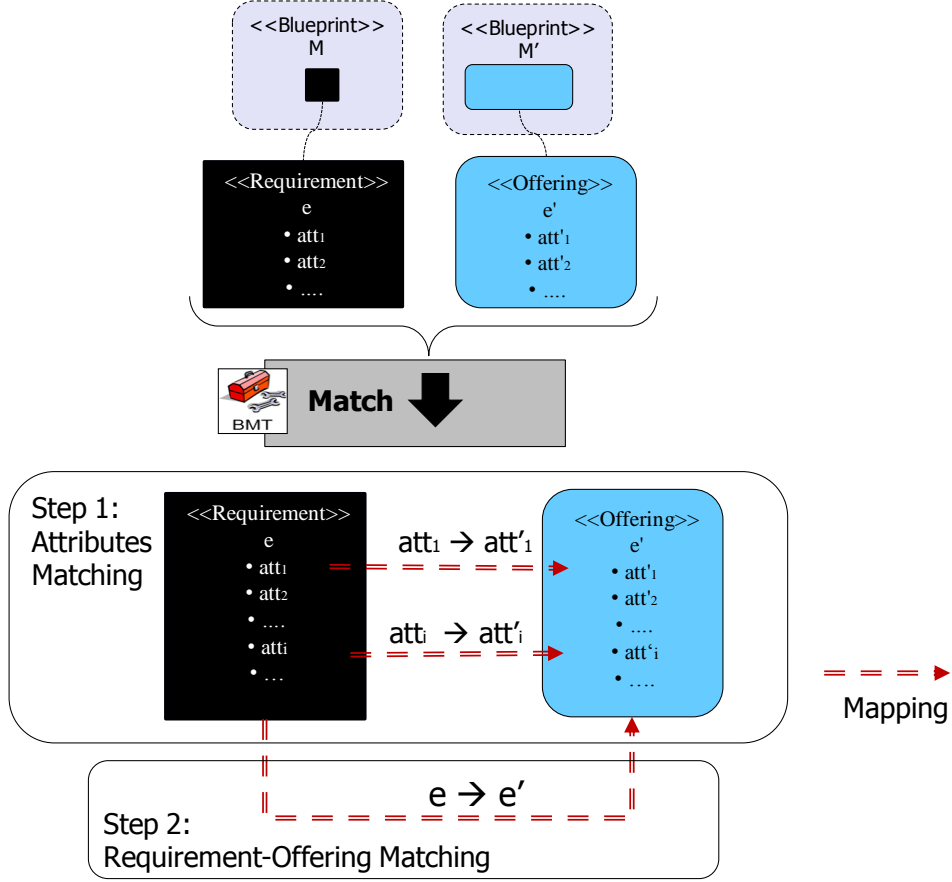 <<Blueprint>>
M
<<Blueprint>>
M’
<<Requirement>>
e
• att1
• att2
• ....
<<Offering>>
e'
• att'1
• att'2
• ....
BMT
Match
Step 1:
Attributes
Matching
<<Requirement>>
e
• att1
• att2
• ....
• atti
• ...
att1 → att’1
atti → att’i
<<Offering>>
e'
• att'1
• att'2
• ....
• att‘i
• ....
Mapping
e → e’
Step 2:
Requirement-Offering Matching